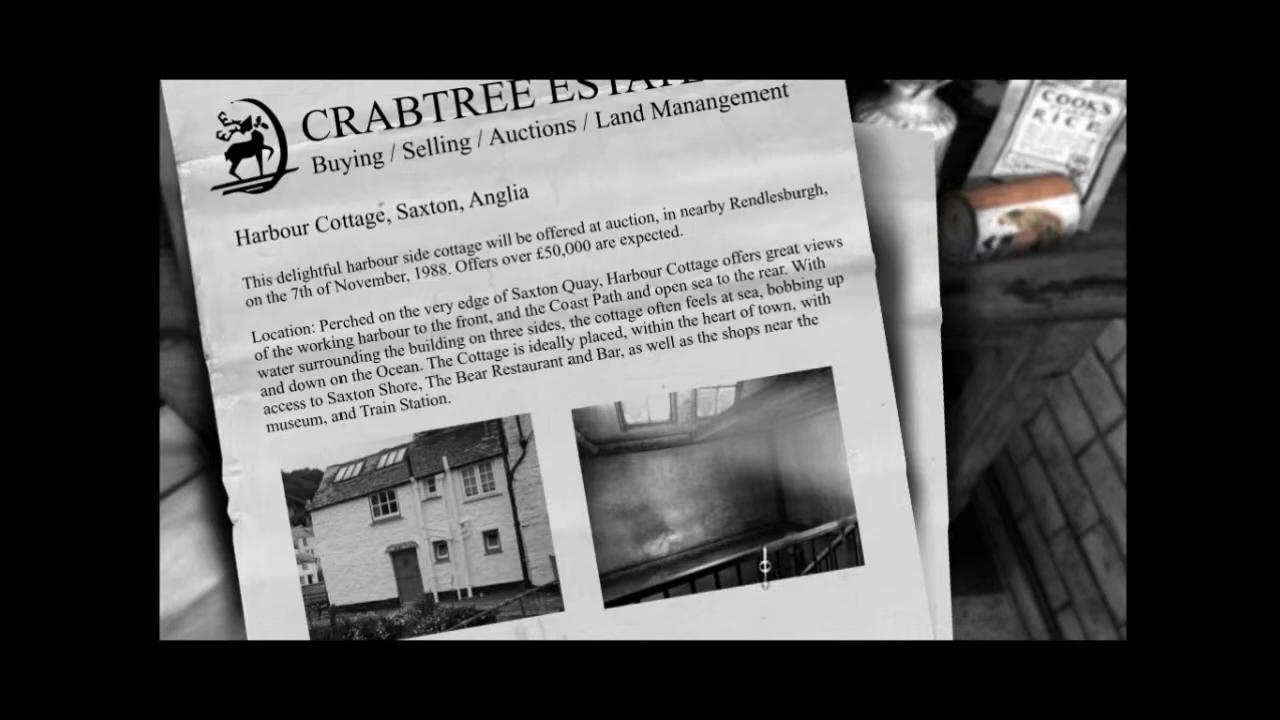 CRABTREE ESTATE
Buying / Selling / Auctions / Land Manangement
Harbour Cottage, Saxton, Anglia
This delightful harbour side cottage will be offered at auction, in nearby Rendlesburgh,
on the 7th of November, 1988. Offers over £50,000 are expected.
Location: Perched on the very edge of Saxton Quay, Harbour Cottage offers great views
of the working harbour to the front, and the Coast Path and open sea to the rear. With
water surrounding the building on three sides, the cottage often feels at sea, bobbing up
and down on the Ocean. The Cottage is ideally placed, within the heart of town, with
access to Saxton Shore, The Bear Restaurant and Bar, as well as the shops near the
museum, and Train Station.
COOK'S
RICE